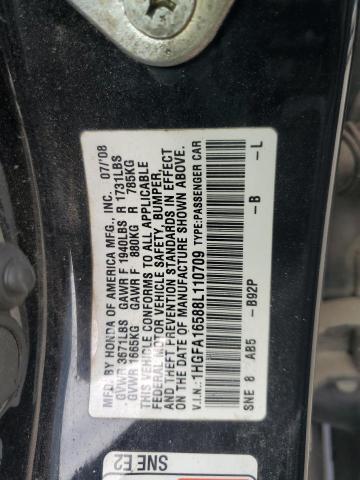 MFD BY HONDA OF AMERICA MFG., INC. 07/'08
GVWR 3671LBS GAWR F 1940LBS R 1731LBS
GVWR 1665KG GAWR F 880KG R 785KG
THIS VEHICLE CONFORMS TO ALL APPLICABLE
FEDERAL MOTOR VEHICLE SAFETY, BUMPER,
AND THEFT PREVENTION STANDARDS IN EFFECT
ON THE DATE OF MANUFACTURE SHOWN ABOVE.
V.I.N.:1HGFA16588L110709 TYPE:PASSENGER CAR
SNE 8 AB5 -B92P -B -L
SNE E2